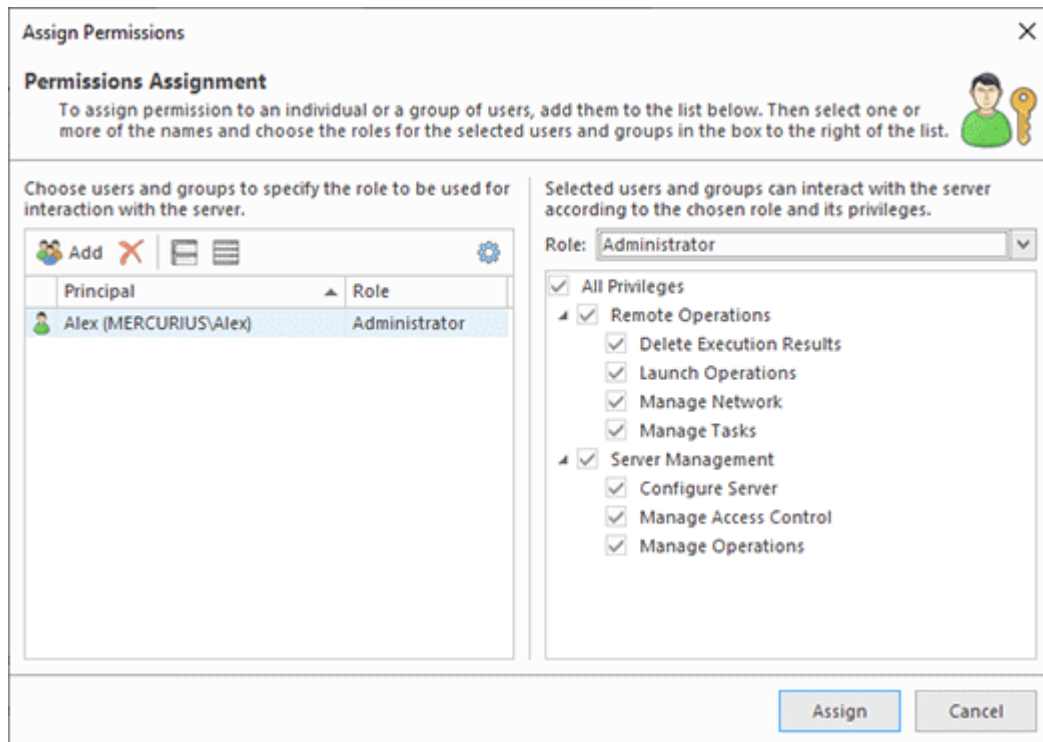 Assign Permissions
Permissions Assignment
To assign permission to an individual or a group of users, add them to the list below. Then select one or
more of the names and choose the roles for the selected users and groups in the box to the right of the list.
Choose users and groups to specify the role to be used for
interaction with the server.
Add
Principal Role
Alex (MERCURIUS\Alex) Administrator
Selected users and groups can interact with the server
according to the chosen role and its privileges.
Role: Administrator
All Privileges
Remote Operations
Delete Execution Results
Launch Operations
Manage Network
Manage Tasks
Server Management
Configure Server
Manage Access Control
Manage Operations
Assign Cancel